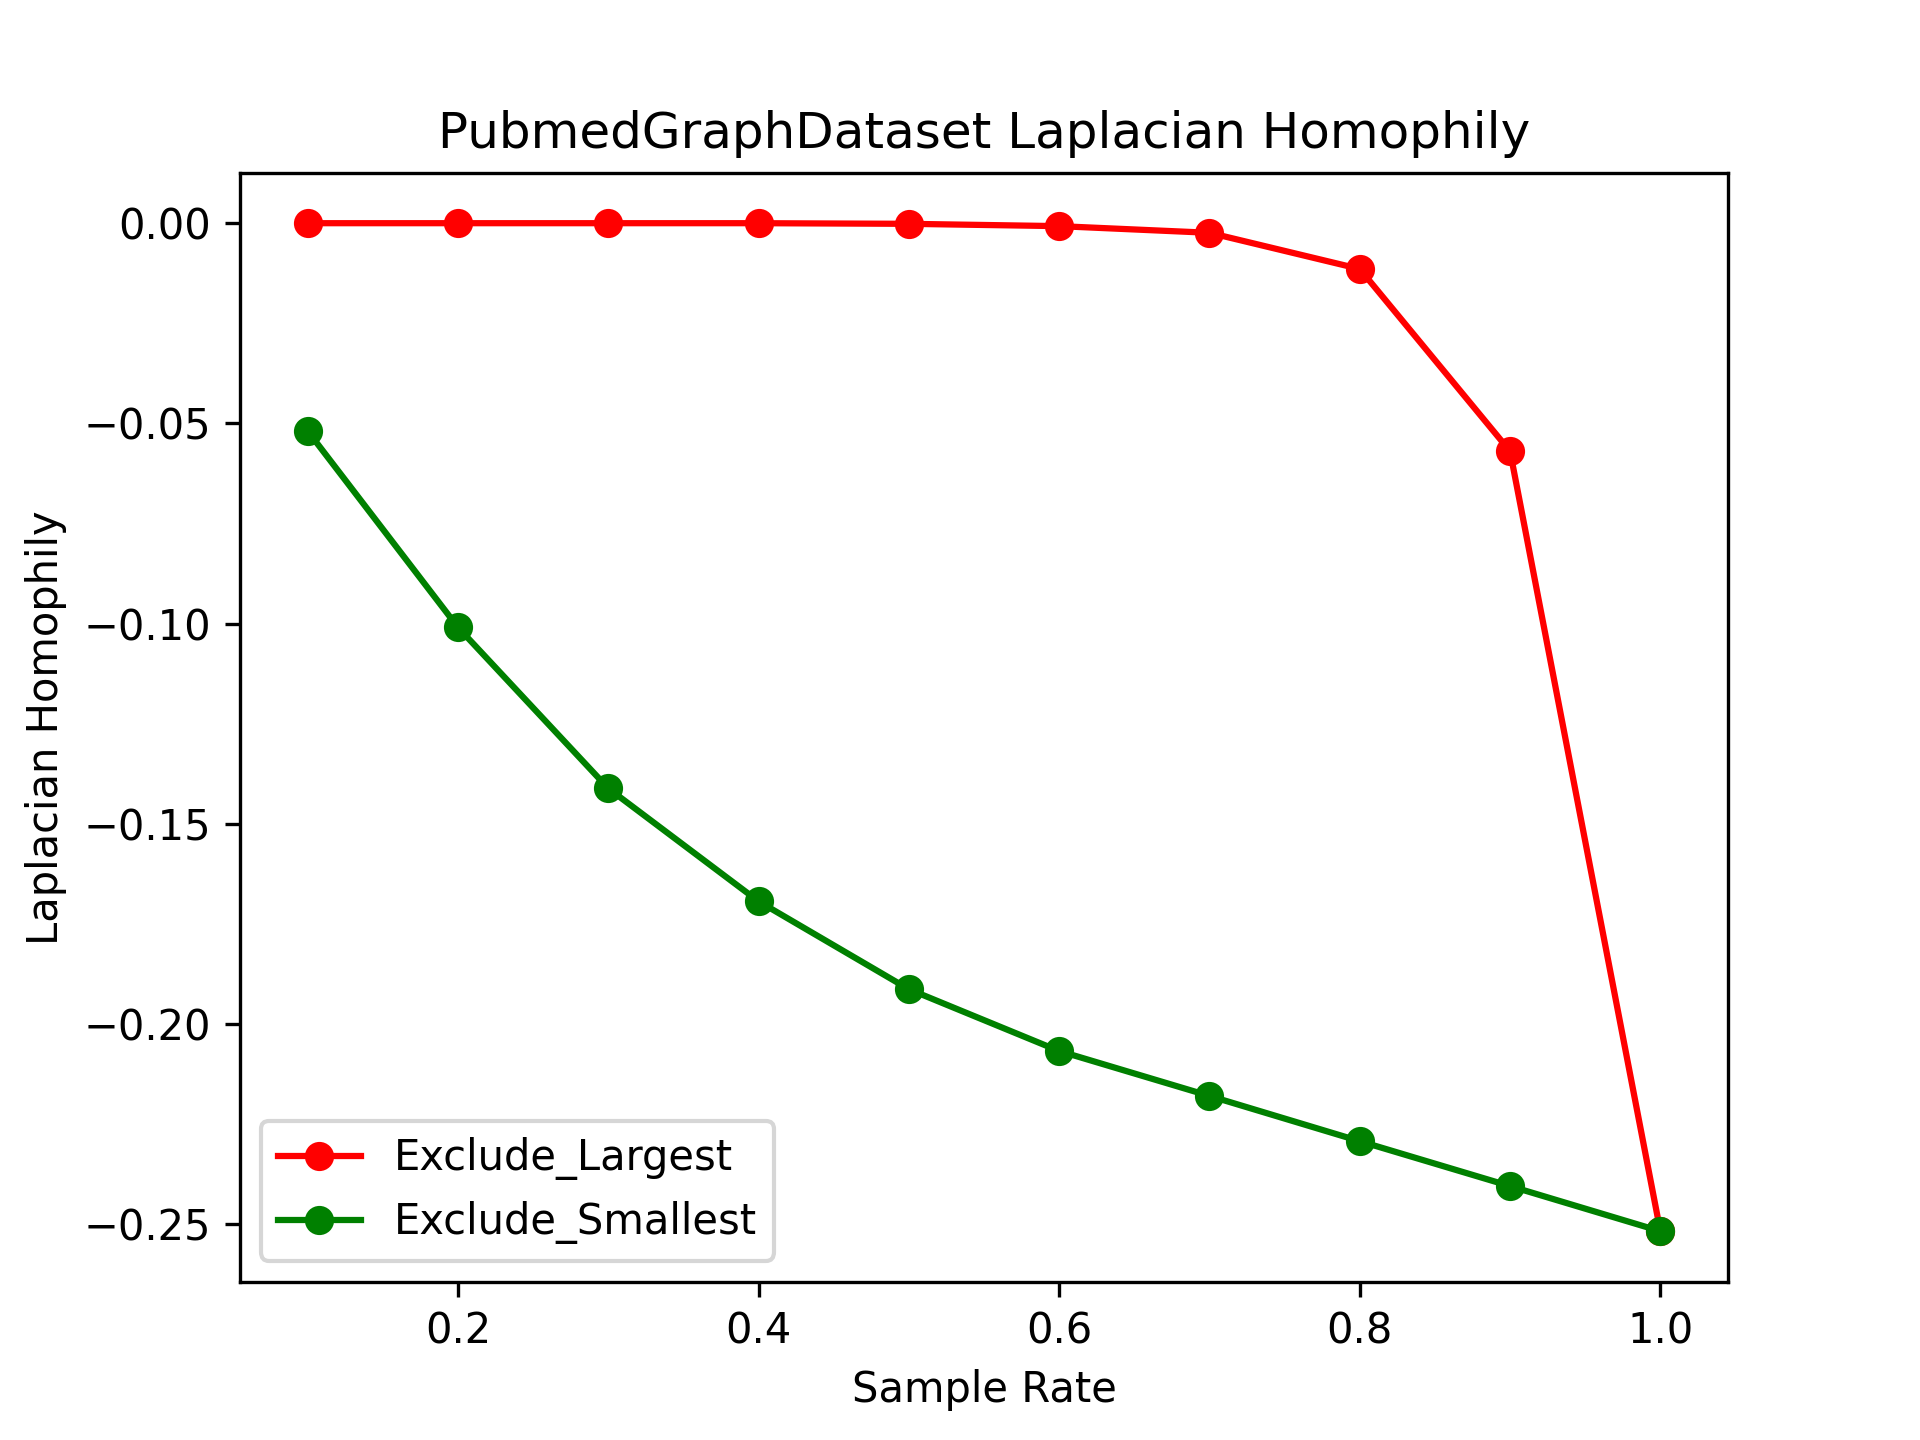 PubmedGraphDataset Laplacian Homophily
0.00
−0.05
−0.10
−0.15
−0.20
−0.25
Laplacian Homophily
Exclude_Largest
Exclude_Smallest
0.2 0.4 0.6 0.8 1.0
Sample Rate